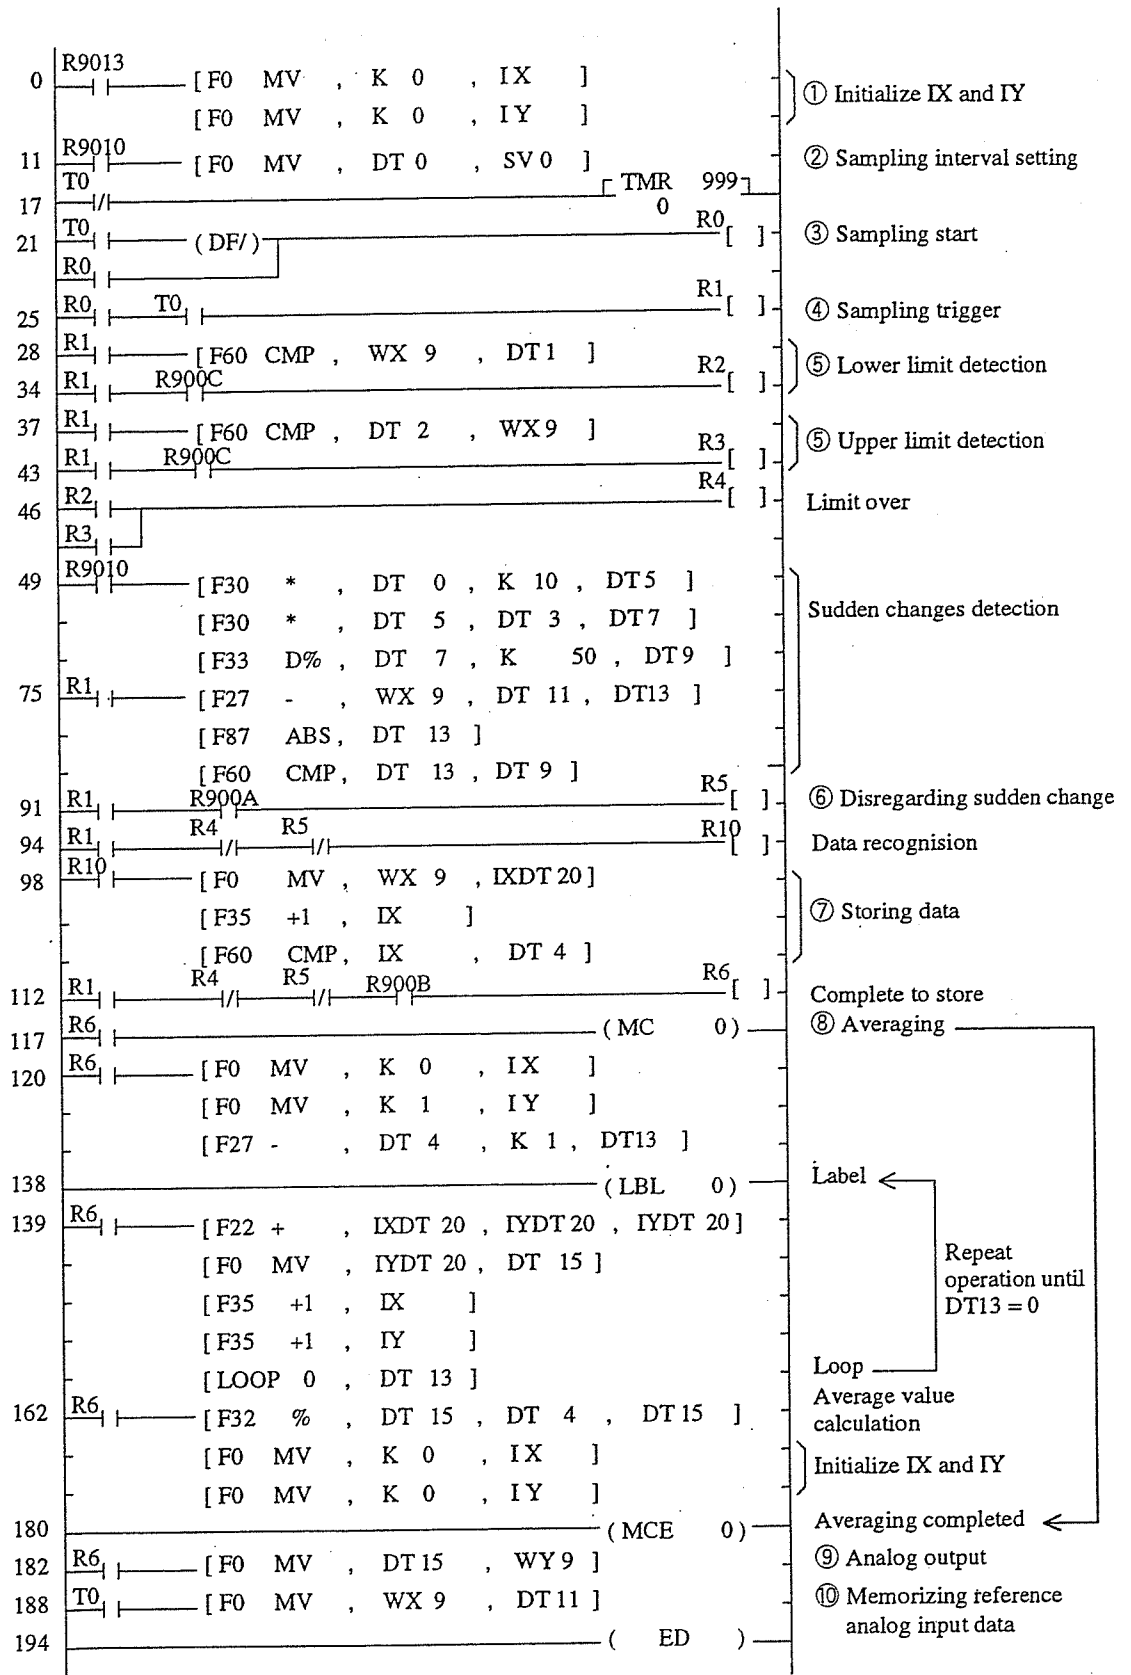 R9013
0 [ F0 MV , K 0 , IX ] ① Initialize IX and IY
[ F0 MV , K 0 , IY ]
R9010
11 [ F0 MV , DT 0 , SV 0 ] ② Sampling interval setting
T0 TMR 999
17 0
21 T0 ( DF/ ) R0 [ ] ③ Sampling start
R0
25 R0 T0 R1 [ ] ④ Sampling trigger
28 R1 [ F60 CMP , WX 9 , DT 1 ] ⑤ Lower limit detection
34 R1 R900C R2 [ ]
37 R1 [ F60 CMP , DT 2 , WX9 ] ⑤ Upper limit detection
43 R1 R900C R3 [ ]
46 R2 R4 [ ] Limit over
R3
R9010
49 [ F30 * , DT 0 , K 10 , DT5 ] Sudden changes detection
[ F30 * , DT 5 , DT 3 , DT7 ]
[ F33 D% , DT 7 , K 50 , DT9 ]
75 R1 [ F27 - , WX 9 , DT 11 , DT13 ]
[ F87 ABS , DT 13 ]
[ F60 CMP , DT 13 , DT 9 ]
91 R1 R900A R5 [ ] ⑥ Disregarding sudden change
94 R1 R4 R5 R10 [ ] Data recognision
98 R10 [ F0 MV , WX 9 , IXDT 20 ]
[ F35 +1 , IX ] ⑦ Storing data
[ F60 CMP , IX , DT 4 ]
112 R1 R4 R5 R900B R6 [ ] Complete to store
117 R6 ( MC 0 ) ⑧ Averaging
120 R6 [ F0 MV , K 0 , IX ]
[ F0 MV , K 1 , IY ]
[ F27 - , DT 4 , K 1 , DT13 ]
138 ( LBL 0 ) Label
139 R6 [ F22 + , IXDT 20 , IYDT 20 , IYDT 20 ]
[ F0 MV , IYDT 20 , DT 15 ]
Repeat
operation until
DT13 = 0
[ F35 +1 , IX ]
[ F35 +1 , IY ]
[ LOOP 0 , DT 13 ] Loop
162 R6 [ F32 % , DT 15 , DT 4 , DT 15 ] Average value
calculation
[ F0 MV , K 0 , IX ] Initialize IX and IY
[ F0 MV , K 0 , IY ]
180 ( MCE 0 ) Averaging completed
182 R6 [ F0 MV , DT15 , WY 9 ] ⑨ Analog output
188 T0 [ F0 MV , WX 9 , DT 11 ] ⑩ Memorizing reference
analog input data
194 ( ED )